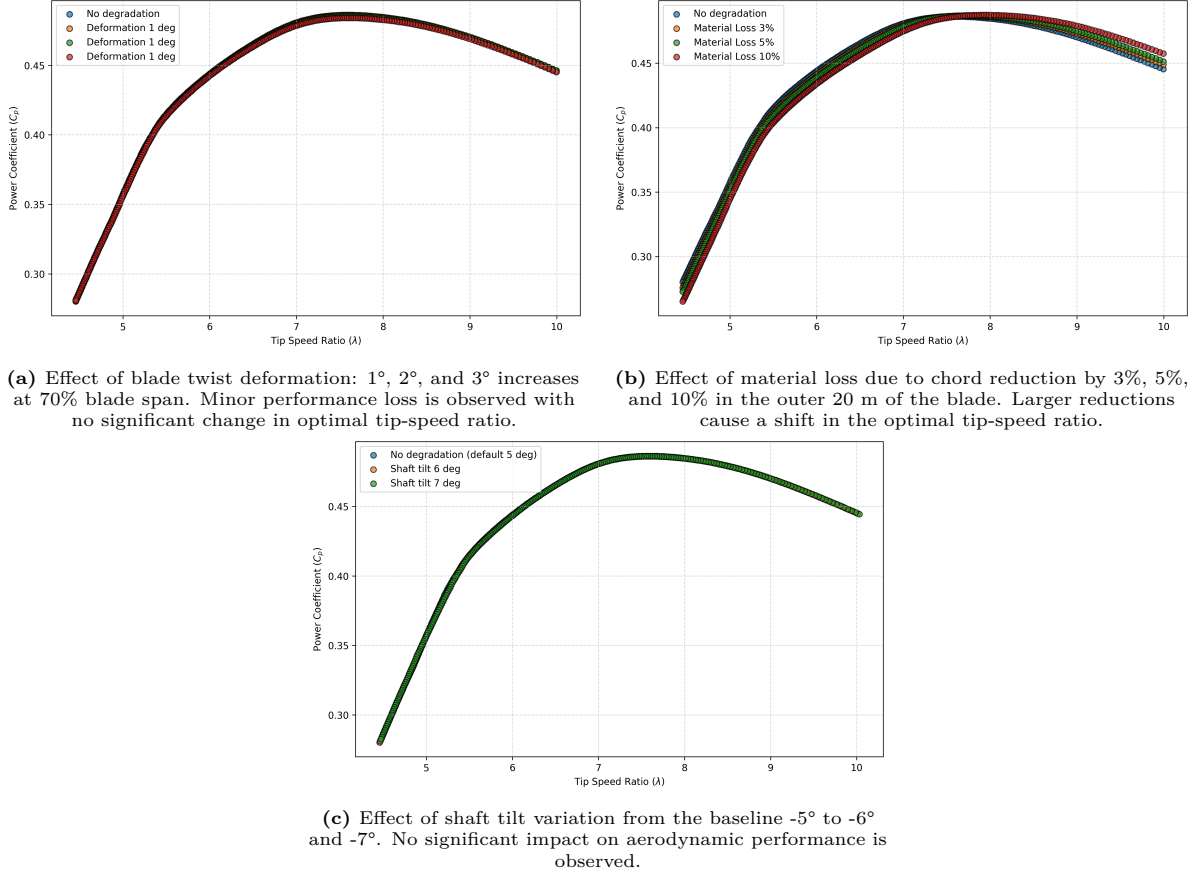 No degradation
Deformation 1 deg
Deformation 1 deg
Deformation 1 deg
0.45
0.40
0.35
0.30
Power Coefficient (Cp)
5 6 7 8 9 10
Tip Speed Ratio (λ)
No degradation
Material Loss 3%
Material Loss 5%
Material Loss 10%
0.45
0.40
0.35
0.30
Power Coefficient (Cp)
5 6 7 8 9 10
Tip Speed Ratio (λ)
(a) Effect of blade twist deformation: 1°, 2°, and 3° increases
at 70% blade span. Minor performance loss is observed with
no significant change in optimal tip-speed ratio.
(b) Effect of material loss due to chord reduction by 3%, 5%,
and 10% in the outer 20 m of the blade. Larger reductions
cause a shift in the optimal tip-speed ratio.
No degradation (default 5 deg)
Shaft tilt 6 deg
Shaft tilt 7 deg
0.45
0.40
0.35
0.30
Power Coefficient (Cp)
5 6 7 8 9 10
Tip Speed Ratio (λ)
(c) Effect of shaft tilt variation from the baseline -5° to -6°
and -7°. No significant impact on aerodynamic performance is
observed.